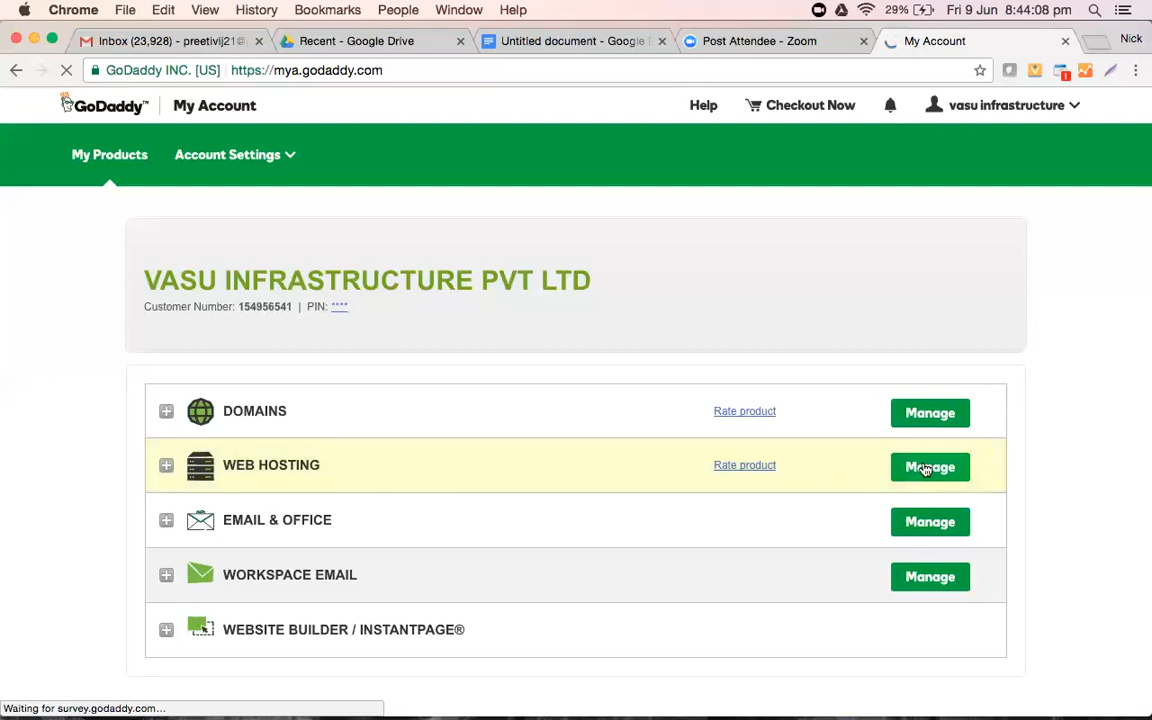 Chrome File Edit View History Bookmarks People Window Help 29% Fri 9 Jun 8:44:08 pm
Inbox (23,928) - preetivij21@ Recent - Google Drive Untitled document - Google D Post Attendee - Zoom My Account Nick
GoDaddy INC. [US] https://mya.godaddy.com
GoDaddy™ My Account Help Checkout Now vasu infrastructure
My Products Account Settings
VASU INFRASTRUCTURE PVT LTD
Customer Number: 154956541 | PIN: ****
DOMAINS Rate product Manage
WEB HOSTING Rate product Manage
EMAIL & OFFICE Manage
WORKSPACE EMAIL Manage
WEBSITE BUILDER / INSTANTPAGE®
Waiting for survey.godaddy.com...